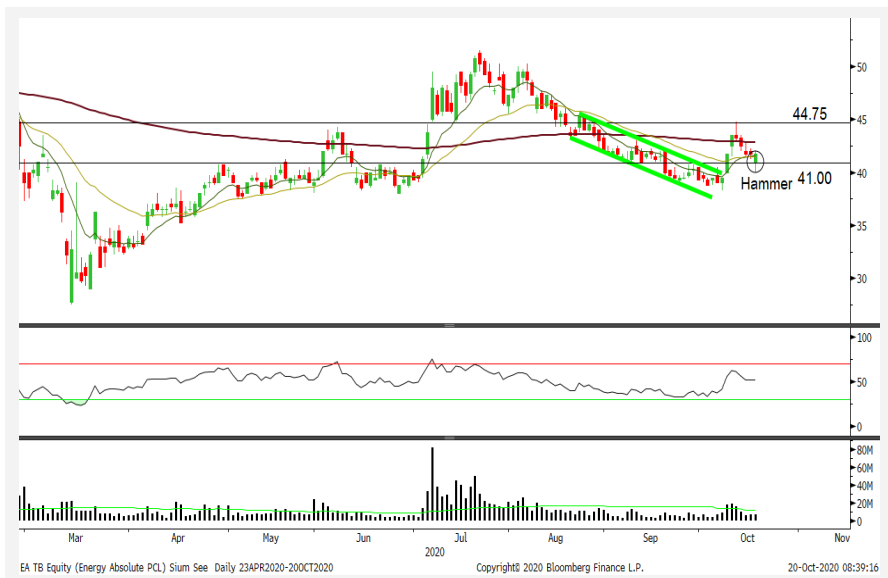 50
44.75
45
Hammer 41.00
40
35
30
100
50
0
80M
60M
40M
20M
0
Mar Apr May Jun Jul Aug Sep Oct Nov
2020
EA TB Equity (Energy Absolute PCL) Sium See Daily 23APR2020-20OCT2020 Copyright© 2020 Bloomberg Finance L.P. 20-Oct-2020 08:39:16